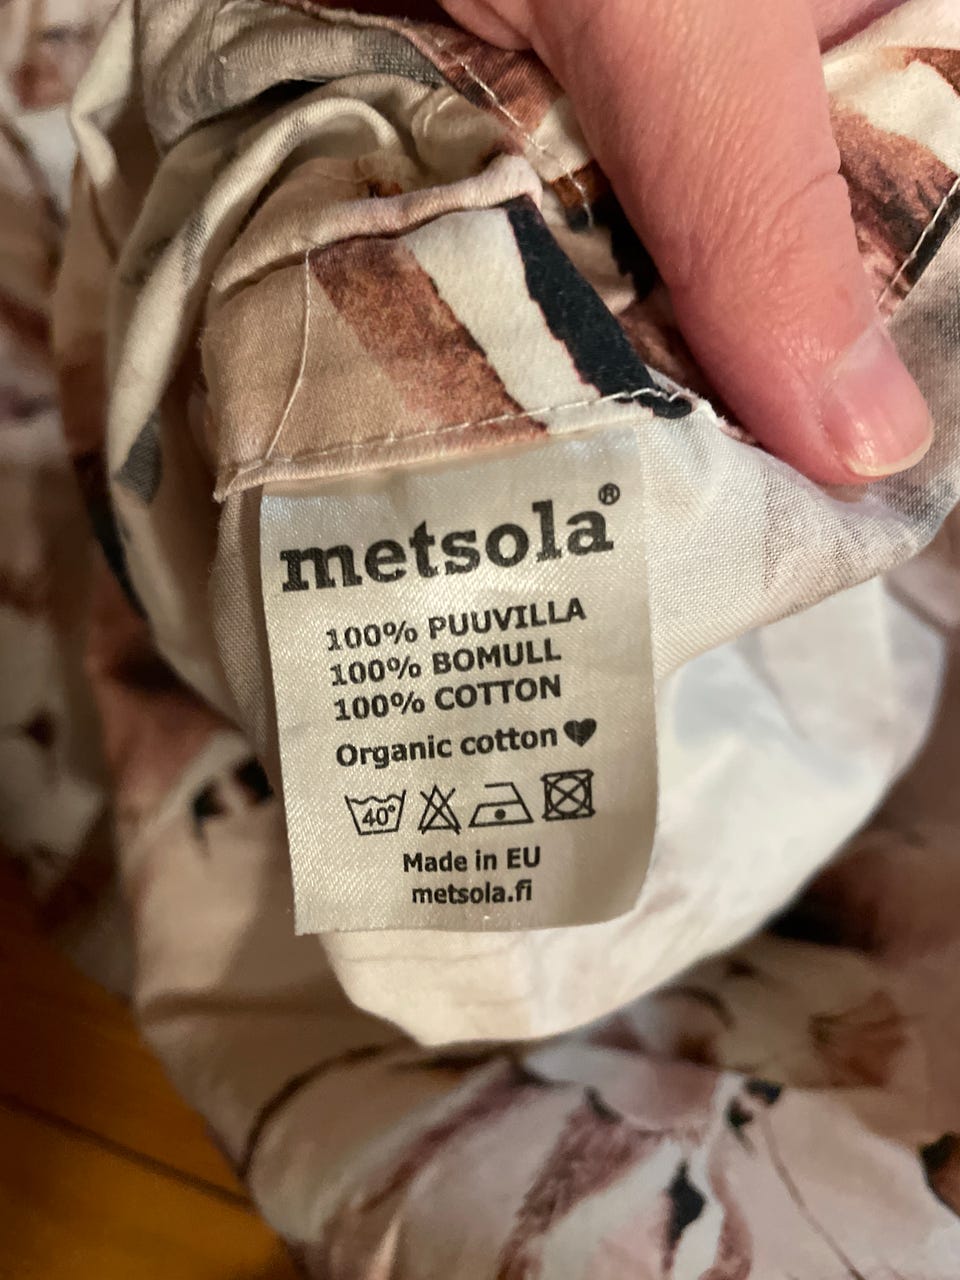 metsola®
100% PUUVILLA
100% BOMULL
100% COTTON
Organic cotton♥
40°
Made in EU
metsola.fi